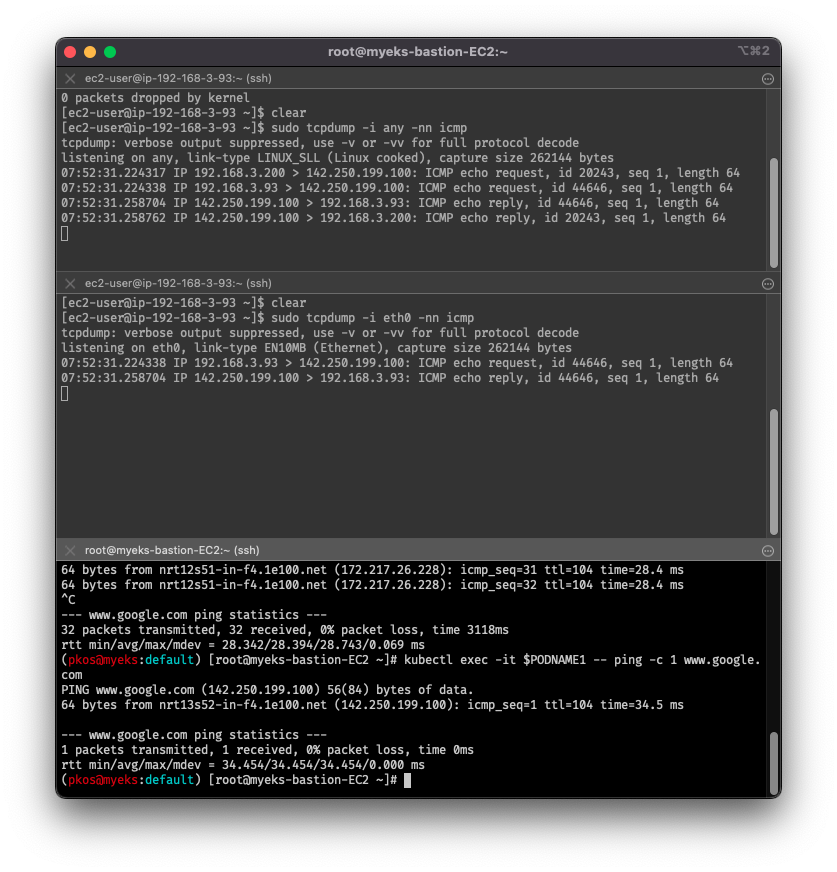 root@myeks-bastion-EC2:~
⌥⌘2
ec2-user@ip-192-168-3-93:~ (ssh)
0 packets dropped by kernel
[ec2-user@ip-192-168-3-93 ~]$ clear
[ec2-user@ip-192-168-3-93 ~]$ sudo tcpdump -i any -nn icmp
tcpdump: verbose output suppressed, use -v or -vv for full protocol decode
listening on any, link-type LINUX_SLL (Linux cooked), capture size 262144 bytes
07:52:31.224317 IP 192.168.3.200 > 142.250.199.100: ICMP echo request, id 20243, seq 1, length 64
07:52:31.224338 IP 192.168.3.93 > 142.250.199.100: ICMP echo request, id 44646, seq 1, length 64
07:52:31.258704 IP 142.250.199.100 > 192.168.3.93: ICMP echo reply, id 44646, seq 1, length 64
07:52:31.258762 IP 142.250.199.100 > 192.168.3.200: ICMP echo reply, id 20243, seq 1, length 64
ec2-user@ip-192-168-3-93:~ (ssh)
[ec2-user@ip-192-168-3-93 ~]$ clear
[ec2-user@ip-192-168-3-93 ~]$ sudo tcpdump -i eth0 -nn icmp
tcpdump: verbose output suppressed, use -v or -vv for full protocol decode
listening on eth0, link-type EN10MB (Ethernet), capture size 262144 bytes
07:52:31.224338 IP 192.168.3.93 > 142.250.199.100: ICMP echo request, id 44646, seq 1, length 64
07:52:31.258704 IP 142.250.199.100 > 192.168.3.93: ICMP echo reply, id 44646, seq 1, length 64
root@myeks-bastion-EC2:~ (ssh)
64 bytes from nrt12s51-in-f4.1e100.net (172.217.26.228): icmp_seq=31 ttl=104 time=28.4 ms
64 bytes from nrt12s51-in-f4.1e100.net (172.217.26.228): icmp_seq=32 ttl=104 time=28.4 ms
^C
--- www.google.com ping statistics ---
32 packets transmitted, 32 received, 0% packet loss, time 3118ms
rtt min/avg/max/mdev = 28.342/28.394/28.743/0.069 ms
(pkos@myeks:default) [root@myeks-bastion-EC2 ~]# kubectl exec -it $PODNAME1 -- ping -c 1 www.google.
com
PING www.google.com (142.250.199.100) 56(84) bytes of data.
64 bytes from nrt13s52-in-f4.1e100.net (142.250.199.100): icmp_seq=1 ttl=104 time=34.5 ms
--- www.google.com ping statistics ---
1 packets transmitted, 1 received, 0% packet loss, time 0ms
rtt min/avg/max/mdev = 34.454/34.454/34.454/0.000 ms
(pkos@myeks:default) [root@myeks-bastion-EC2 ~]#